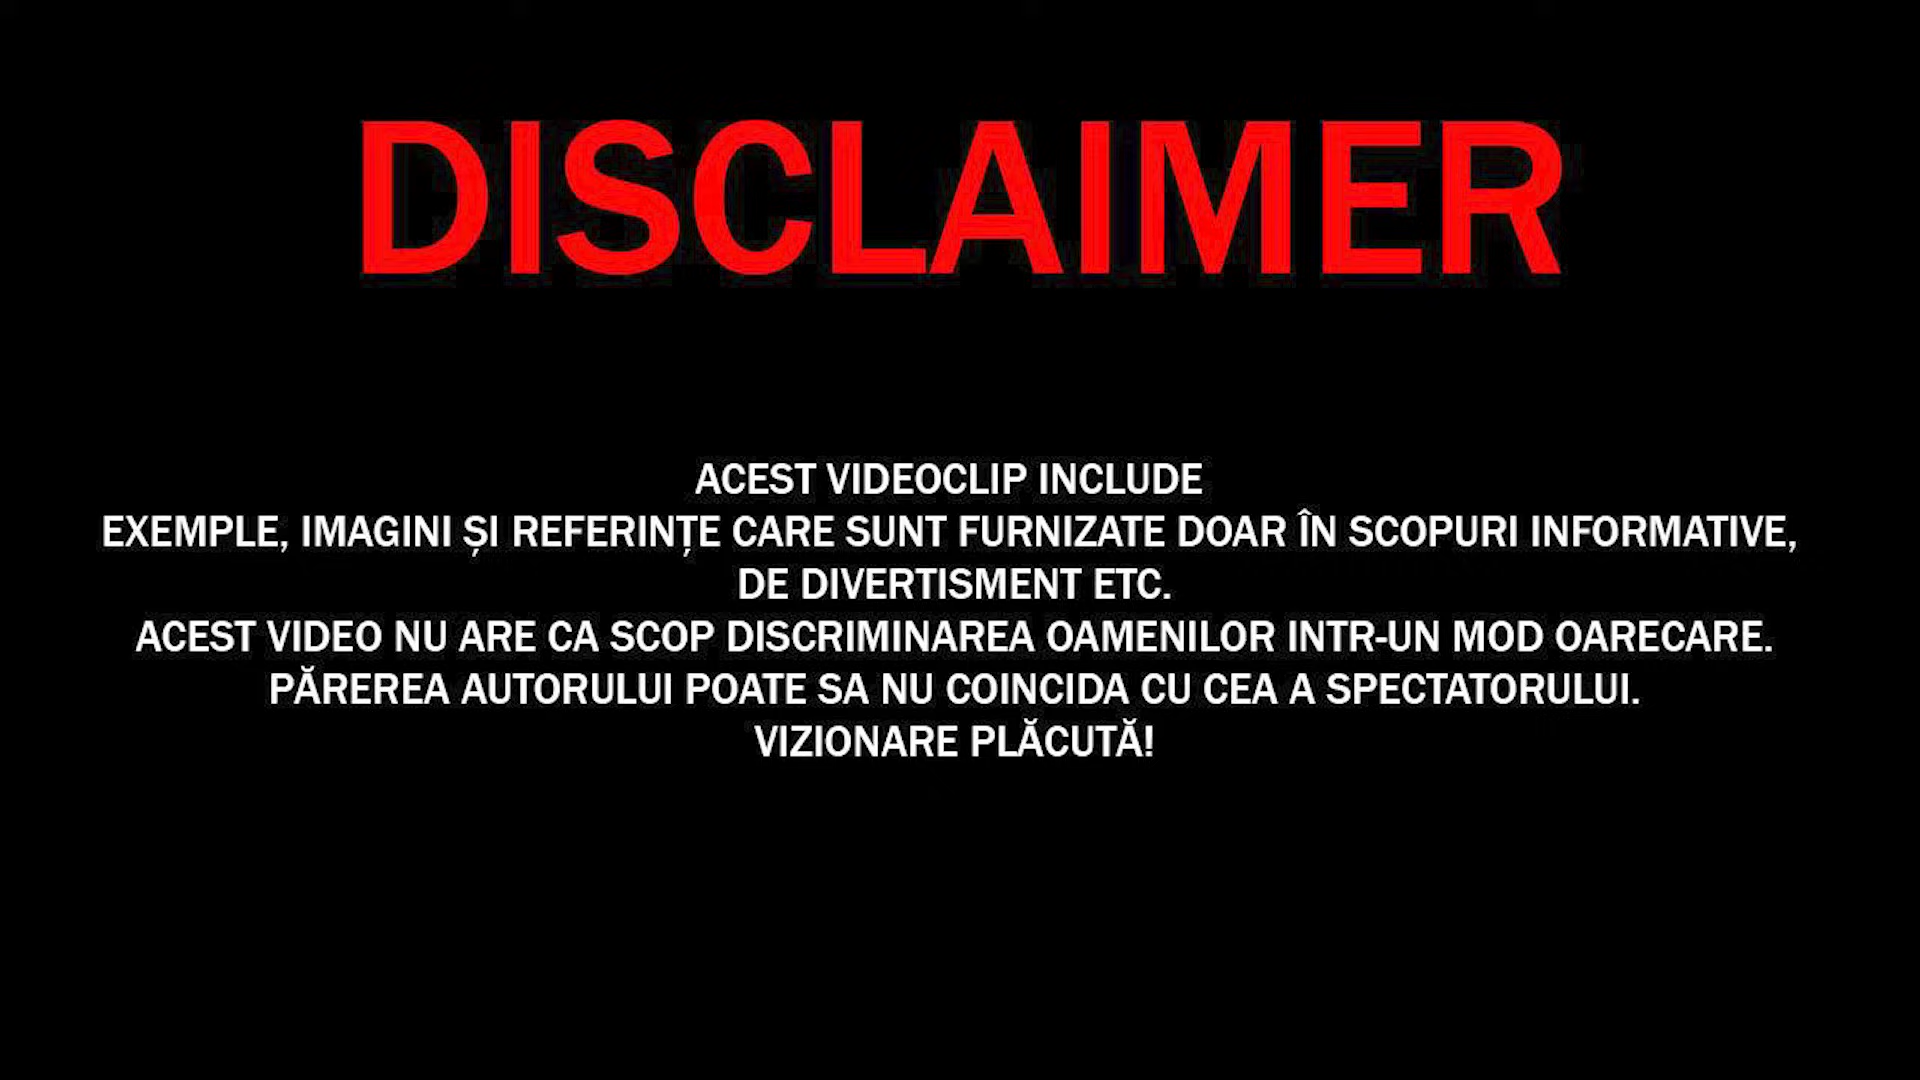 DISCLAIMER
ACEST VIDEOCLIP INCLUDE
EXEMPLE, IMAGINI ȘI REFERINȚE CARE SUNT FURNIZATE DOAR ÎN SCOPURI INFORMATIVE,
DE DIVERTISMENT ETC.
ACEST VIDEO NU ARE CA SCOP DISCRIMINAREA OAMENILOR INTR-UN MOD OARECARE.
PĂREREA AUTORULUI POATE SA NU COINCIDA CU CEA A SPECTATORULUI.
VIZIONARE PLĂCUTĂ!